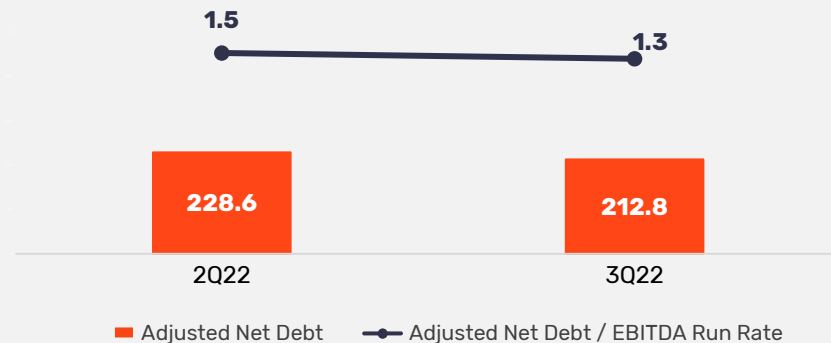 1.5
1.3
228.6
212.8
2Q22
3Q22
Adjusted Net Debt
Adjusted Net Debt / EBITDA Run Rate